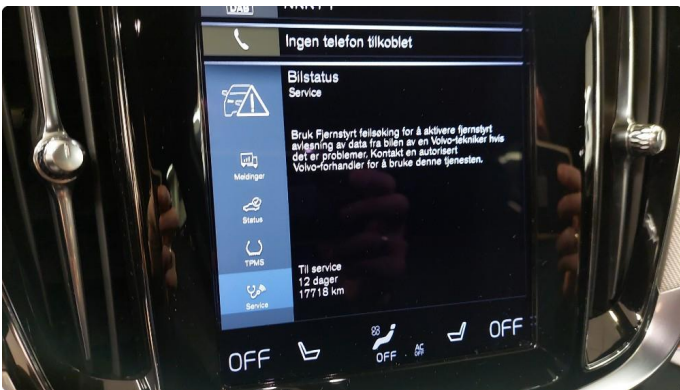 DAB
Ingen telefon tilkoblet
Bilstatus
Service
Bruk Fjernstyrt feilsøking for å aktivere fjernstyrt
avlesning av data fra bilen av en Volvo-tekniker hvis
det er problemer. Kontakt en autorisert
Volvo-forhandler for å bruke denne tjenesten.
Meldinger
Status
TPMS
Service
Til service
12 dager
17718 km
OFF
OFF
AC
OFF
OFF